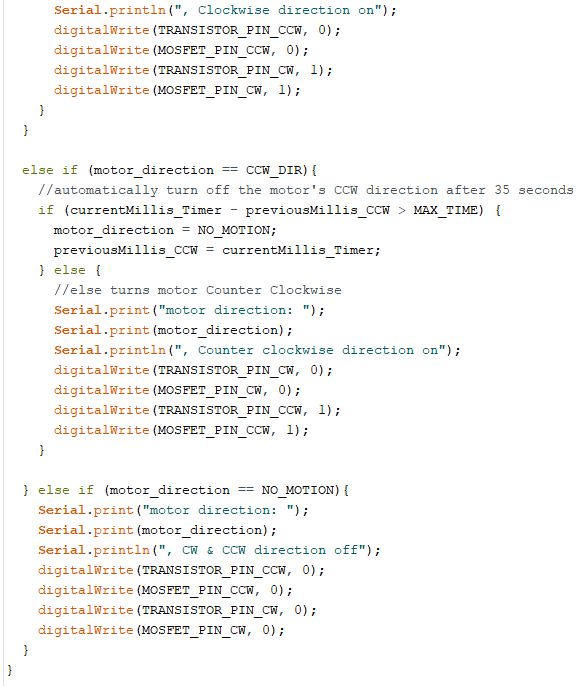 Serial.println(", Clockwise direction on");
digitalWrite(TRANSISTOR_PIN_CCW, 0);
digitalWrite(MOSFET_PIN_CCW, 0);
digitalWrite(TRANSISTOR_PIN_CW, 1);
digitalWrite(MOSFET_PIN_CW, 1);
}
}
else if (motor_direction == CCW_DIR){
//automatically turn off the motor's CCW direction after 35 seconds
if (currentMillis_Timer - previousMillis_CCW > MAX_TIME) {
motor_direction = NO_MOTION;
previousMillis_CCW = currentMillis_Timer;
} else {
//else turns motor Counter Clockwise
Serial.print("motor direction: ");
Serial.print(motor_direction);
Serial.println(", Counter clockwise direction on");
digitalWrite(TRANSISTOR_PIN_CW, 0);
digitalWrite(MOSFET_PIN_CW, 0);
digitalWrite(TRANSISTOR_PIN_CCW, 1);
digitalWrite(MOSFET_PIN_CCW, 1);
}
} else if (motor_direction == NO_MOTION){
Serial.print("motor direction: ");
Serial.print(motor_direction);
Serial.println(", CW & CCW direction off");
digitalWrite(TRANSISTOR_PIN_CCW, 0);
digitalWrite(MOSFET_PIN_CCW, 0);
digitalWrite(TRANSISTOR_PIN_CW, 0);
digitalWrite(MOSFET_PIN_CW, 0);
}
}